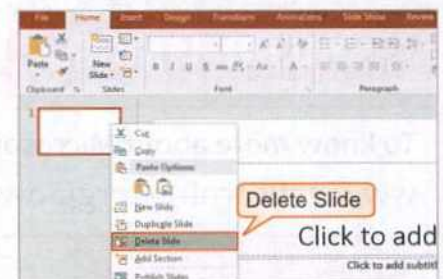 File Home Insert Design Transitions Animations Slide Show Review
Paste
New
Slide
Clipboard Slides Font Paragraph
1
Cut
Copy
Paste Options:
New Slide
Duplicate Slide
Delete Slide
Add Section
Publish Slides
Delete Slide
Click to add
Click to add subtitl